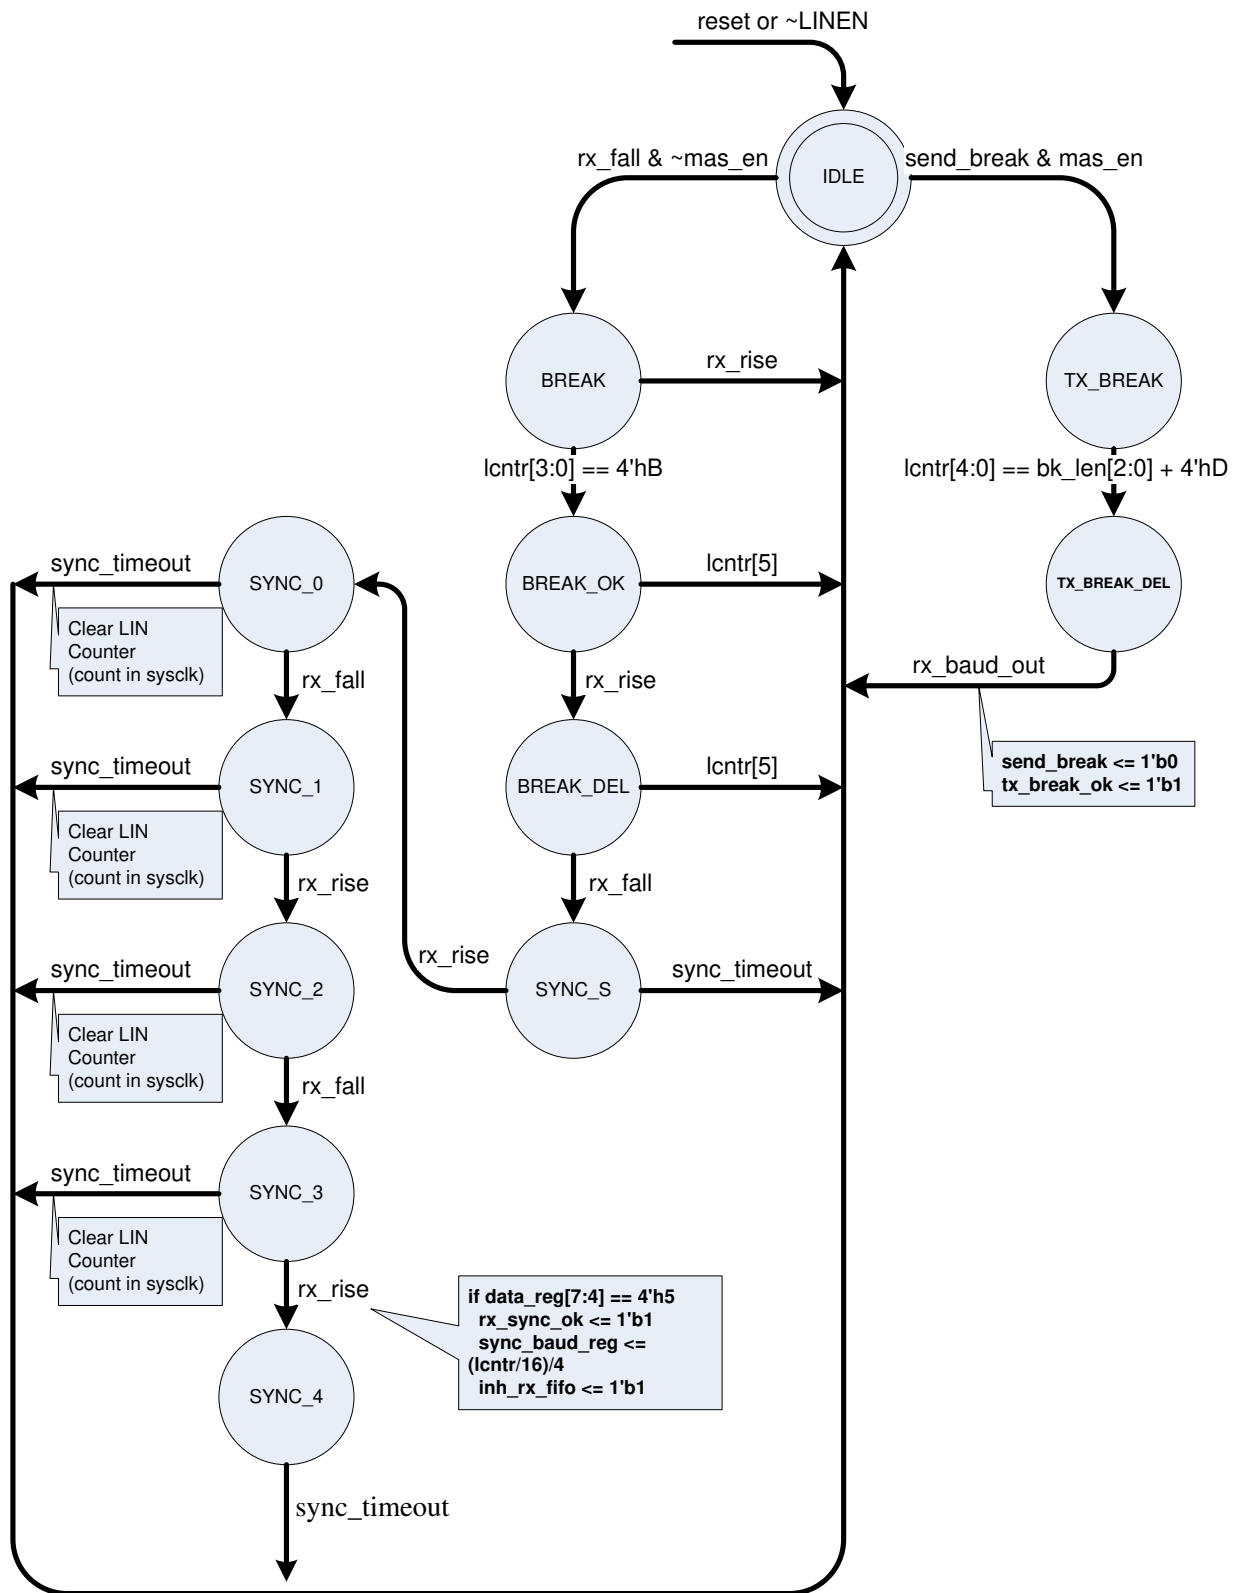 reset or ~LINEN
rx_fall & ~mas_en
send_break & mas_en
IDLE
BREAK
rx_rise
TX_BREAK
lcntr[3:0] == 4'hB
lcntr[4:0] == bk_len[2:0] + 4'hD
sync_timeout
SYNC_0
BREAK_OK
lcntr[5]
TX_BREAK_DEL
Clear LIN
Counter
(count in sysclk)
rx_fall
rx_rise
rx_baud_out
send_break <= 1'b0
tx_break_ok <= 1'b1
sync_timeout
SYNC_1
BREAK_DEL
lcntr[5]
Clear LIN
Counter
(count in sysclk)
rx_rise
rx_fall
sync_timeout
SYNC_2
rx_rise
SYNC_S
sync_timeout
Clear LIN
Counter
(count in sysclk)
rx_fall
sync_timeout
SYNC_3
Clear LIN
Counter
(count in sysclk)
rx_rise
if data_reg[7:4] == 4'h5
rx_sync_ok <= 1'b1
sync_baud_reg <=
(lcntr/16)/4
inh_rx_fifo <= 1'b1
SYNC_4
sync_timeout